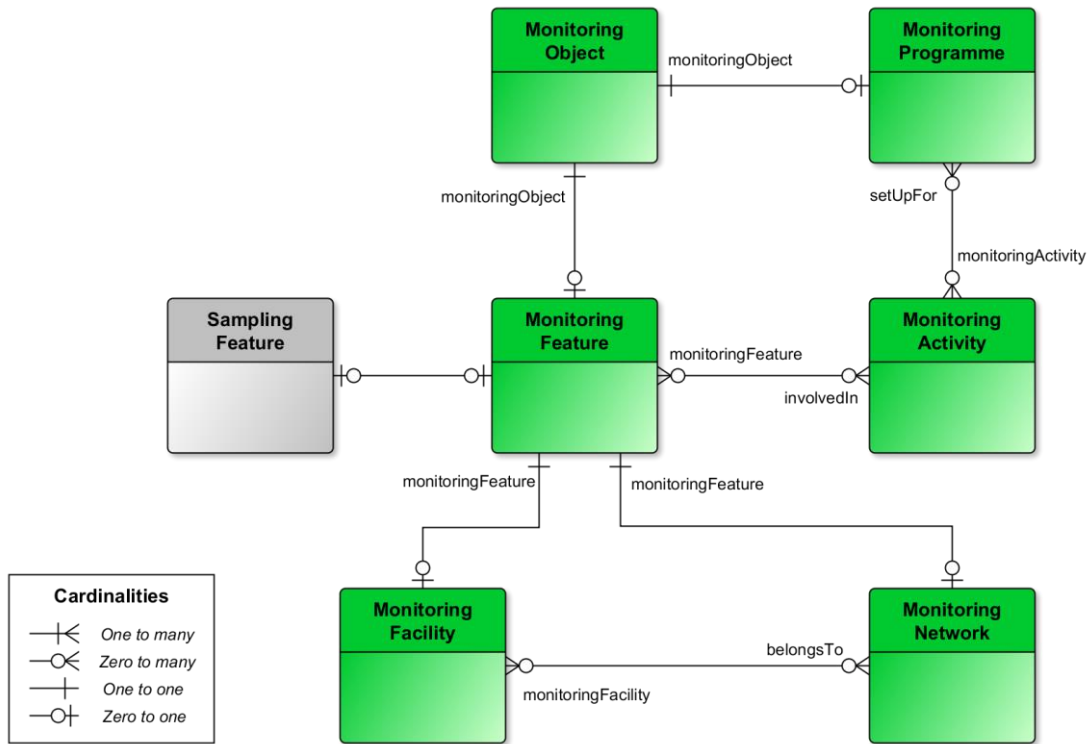 Monitoring
Object
monitoringObject
Monitoring
Programme
monitoringObject
setUpFor
monitoringActivity
Sampling
Feature
Monitoring
Feature
monitoringFeature
involvedIn
Monitoring
Activity
monitoringFeature
monitoringFeature
Cardinalities
One to many
Zero to many
One to one
Zero to one
Monitoring
Facility
belongsTo
monitoringFacility
Monitoring
Network